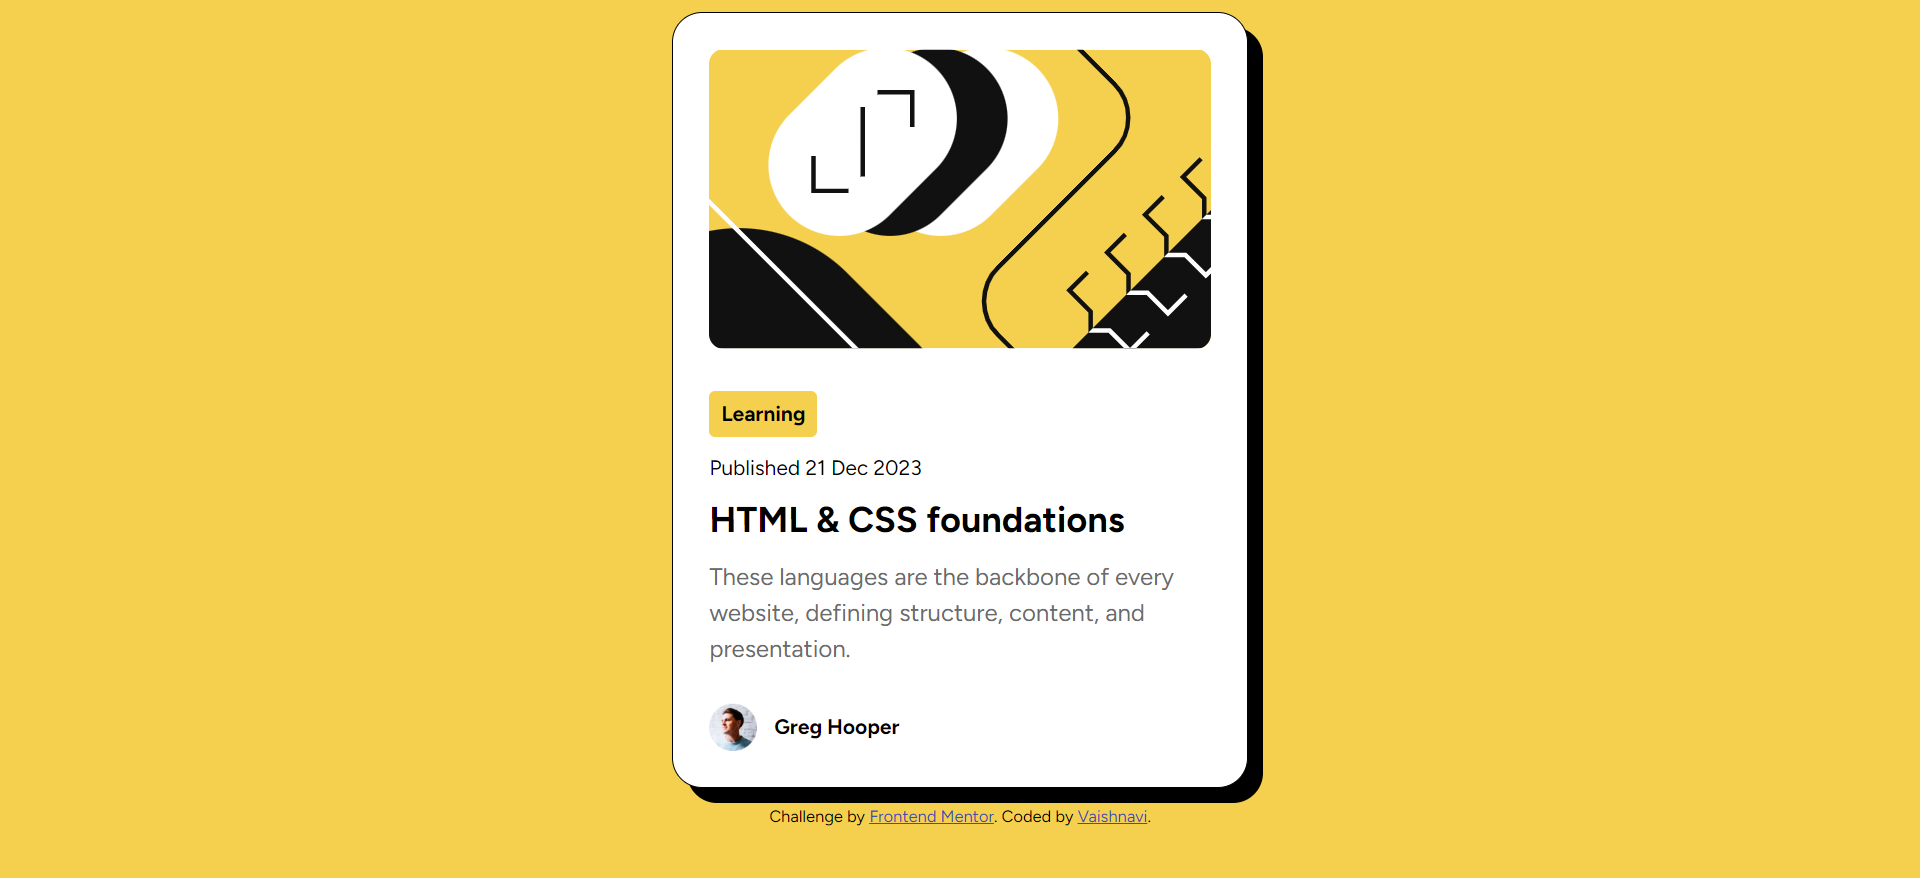 Learning
Published 21 Dec 2023
HTML & CSS foundations
These languages are the backbone of every
website, defining structure, content, and
presentation.
Greg Hooper
Challenge by Frontend Mentor. Coded by Vaishnavi.